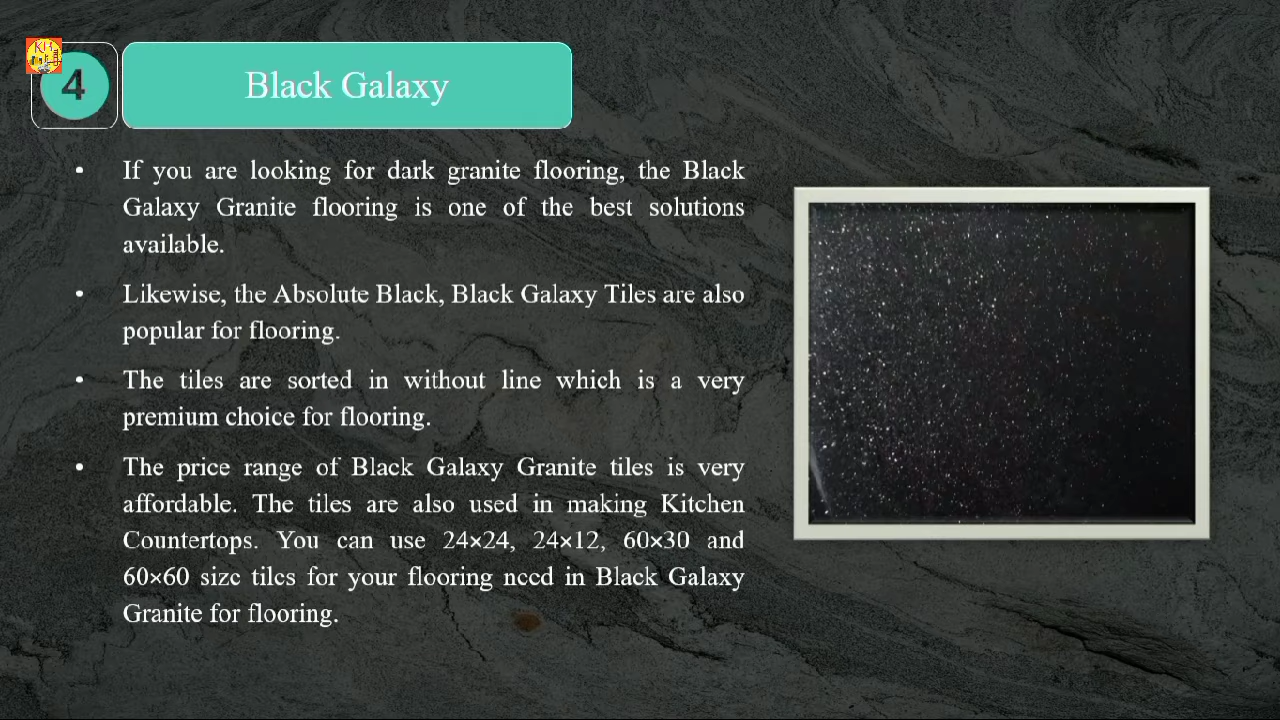 KB
4
Black Galaxy
• If you are looking for dark granite flooring, the Black
Galaxy Granite flooring is one of the best solutions
available.
• Likewise, the Absolute Black, Black Galaxy Tiles are also
popular for flooring.
• The tiles are sorted in without line which is a very
premium choice for flooring.
• The price range of Black Galaxy Granite tiles is very
affordable. The tiles are also used in making Kitchen
Countertops. You can use 24×24, 24×12, 60×30 and
60×60 size tiles for your flooring need in Black Galaxy
Granite for flooring.